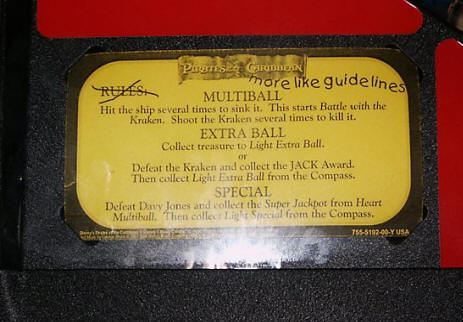 PIRATES OF THE CARIBBEAN
RULES:
more like guidelines
MULTIBALL
Hit the ship several times to sink it. This starts Battle with the
Kraken. Shoot the Kraken several times to kill it.
EXTRA BALL
Collect treasure to Light Extra Ball.
or
Defeat the Kraken and collect the JACK Award.
Then collect Light Extra Ball from the Compass.
SPECIAL
Defeat Davy Jones and collect the Super Jackpot from Heart
Multiball. Then collect Light Special from the Compass.
755-5192-00-Y USA